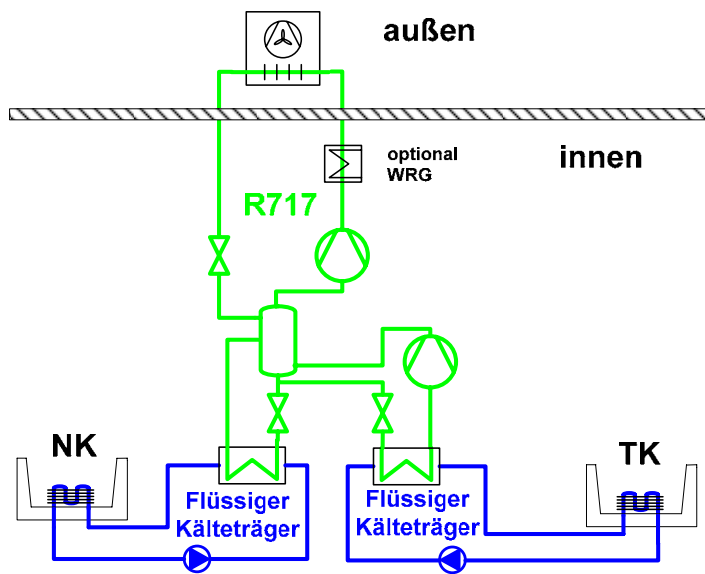 außen
optional
WRG
innen
R717
NK
TK
Flüssiger
Kälteträger
Flüssiger
Kälteträger